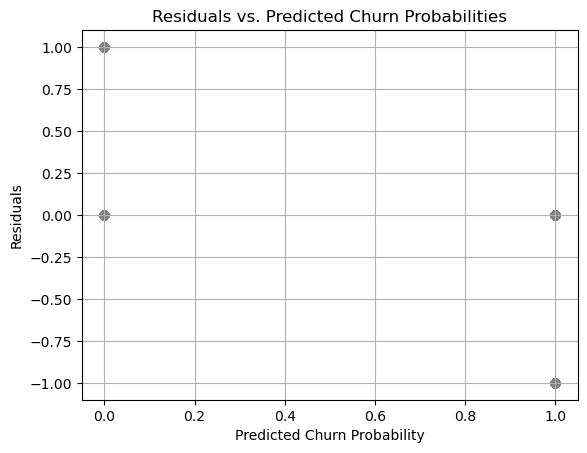 Residuals vs. Predicted Churn Probabilities
1.00
0.75
0.50
0.25
0.00
−0.25
−0.50
−0.75
−1.00
Residuals
0.0 0.2 0.4 0.6 0.8 1.0
Predicted Churn Probability